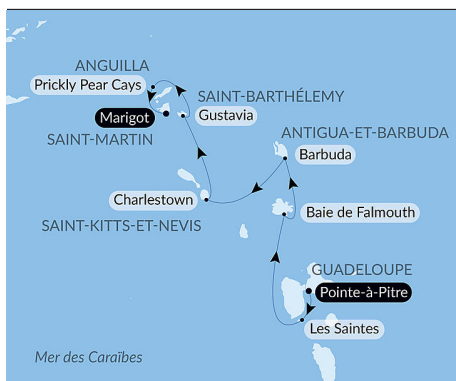 ANGUILLA
Prickly Pear Cays
SAINT-BARTHÉLEMY
Marigot
Gustavia
SAINT-MARTIN
ANTIGUA-ET-BARBUDA
Barbuda
Charlestown
Baie de Falmouth
SAINT-KITTS-ET-NEVIS
GUADELOUPE
Pointe-à-Pitre
Les Saintes
Mer des Caraïbes